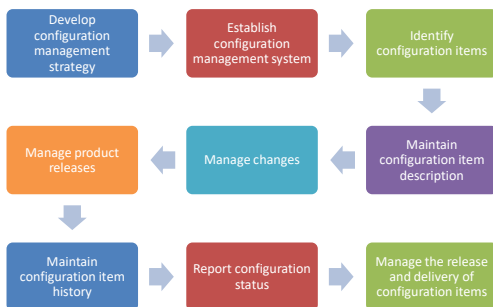 Develop
configuration
management
strategy
Establish
configuration
management system
Identify
configuration items
Maintain
configuration item
description
Manage changes
Manage product
releases
Maintain
configuration item
history
Report configuration
status
Manage the release
and delivery of
configuration items